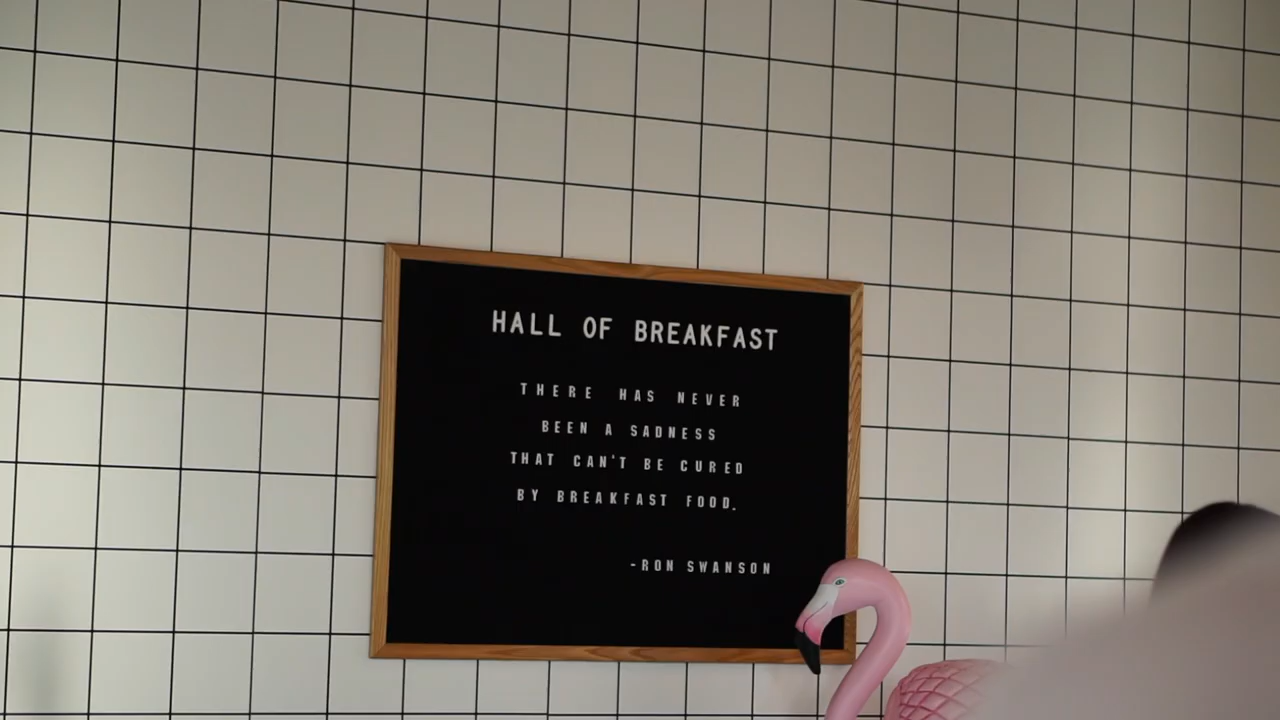 HALL OF BREAKFAST
THERE HAS NEVER
BEEN A SADNESS
THAT CAN'T BE CURED
BY BREAKFAST FOOD.
-RON SWANSON